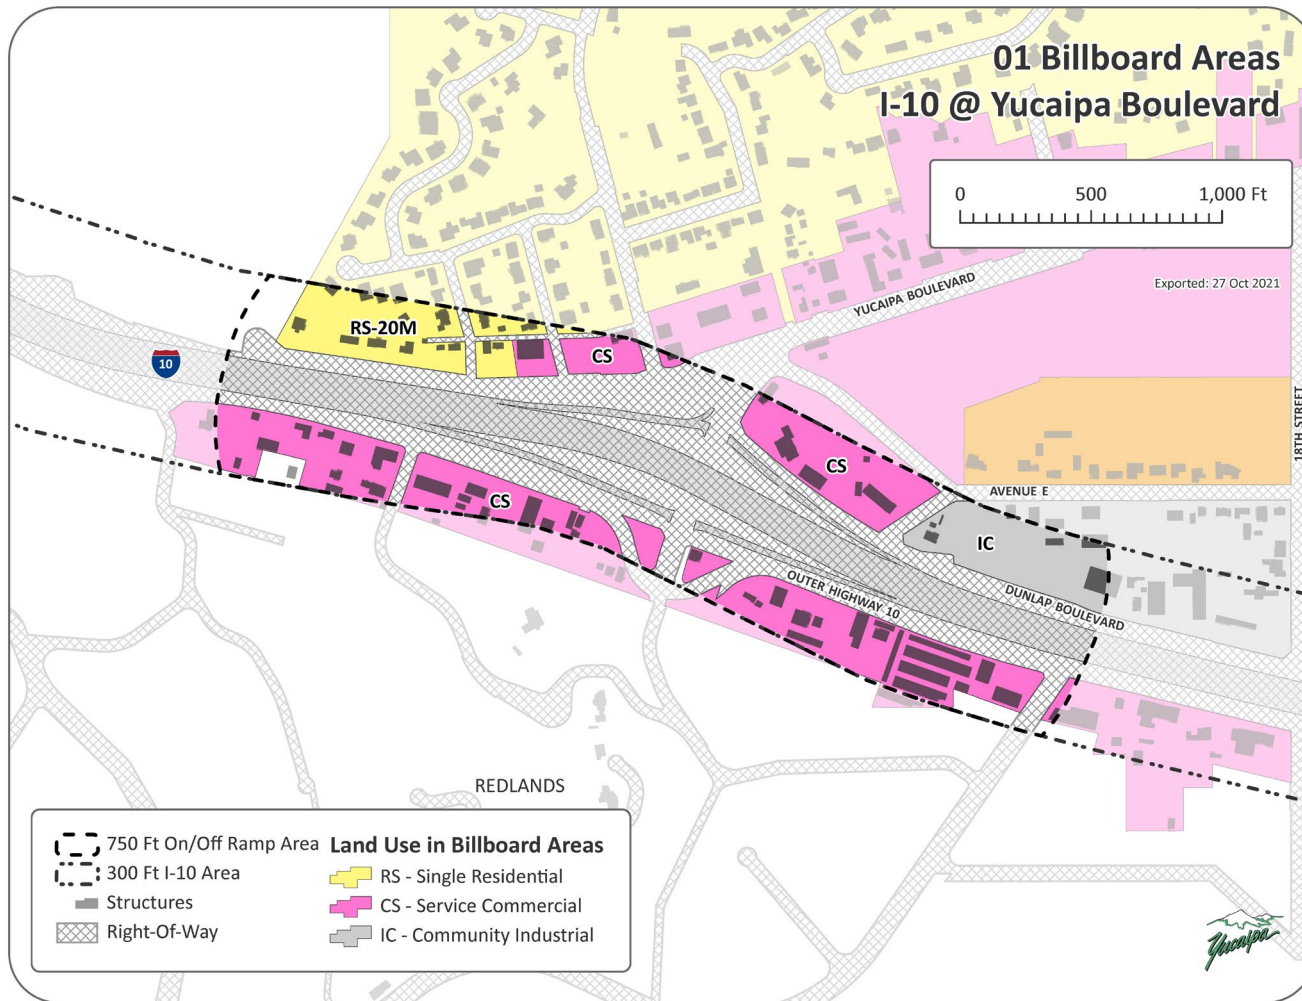 01 Billboard Areas
I-10 @ Yucaipa Boulevard
0 500 1,000 Ft
Exported: 27 Oct 2021
YUCAIPA BOULEVARD
RS-20M
CS
10
18TH STREET
CS
AVENUE E
CS
IC
OUTER HIGHWAY 10
DUNLAP BOULEVARD
REDLANDS
750 Ft On/Off Ramp Area
300 Ft I-10 Area
Structures
Right-Of-Way
Land Use in Billboard Areas
RS - Single Residential
CS - Service Commercial
IC - Community Industrial
Yucaipa